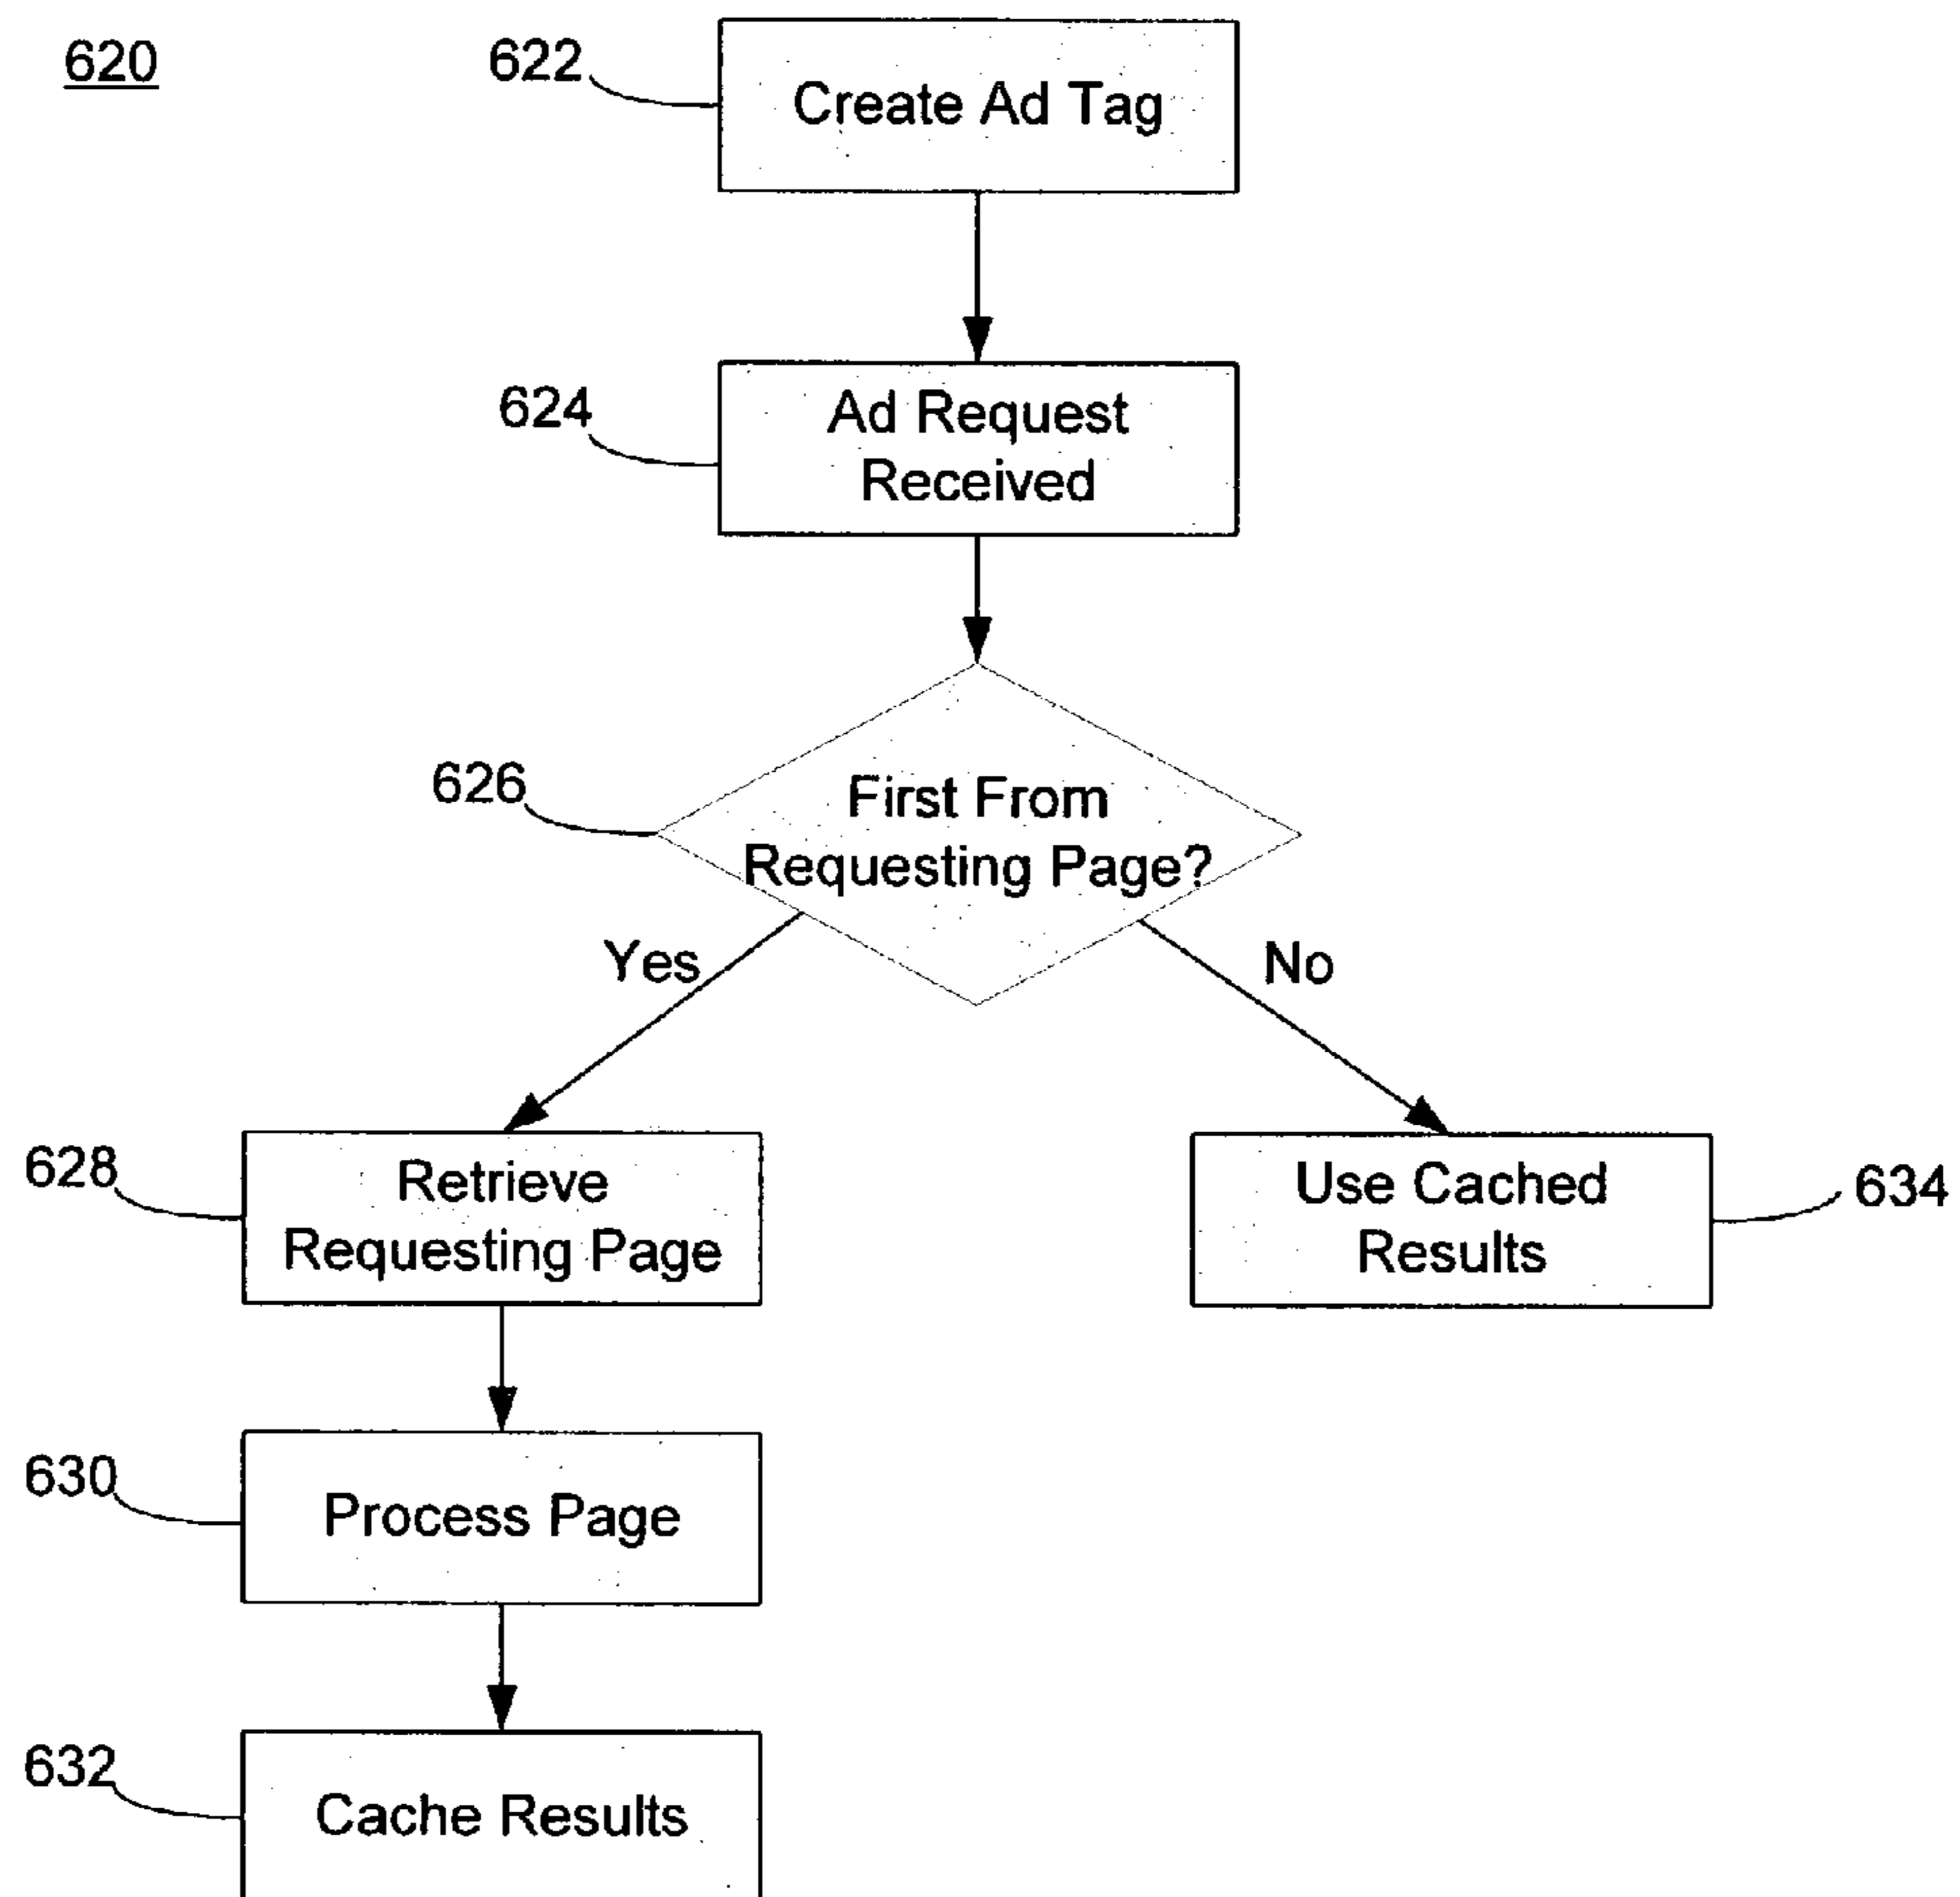 620
622
Create Ad Tag
624
Ad Request
Received
626
First From
Requesting Page?
Yes
No
628
Retrieve
Requesting Page
Use Cached
Results
634
630
Process Page
632
Cache Results